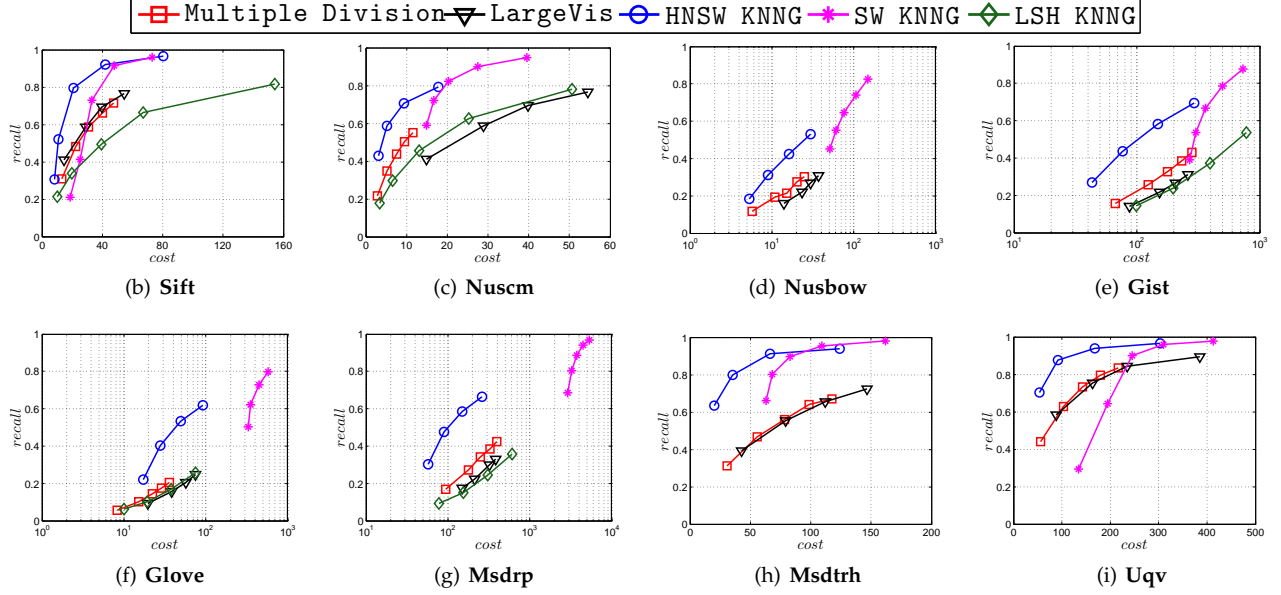 Multiple Division LargeVis HNSW KNNG SW KNNG LSH KNNG
1
0.8
0.6
0.4
0.2
0
0 40 80 120 160
recall
cost
(b) Sift
1
0.8
0.6
0.4
0.2
0
0 10 20 30 40 50 60
recall
cost
(c) Nuscm
1
0.8
0.6
0.4
0.2
0
10^0 10^1 10^2 10^3
recall
cost
(d) Nusbow
1
0.8
0.6
0.4
0.2
0
10^1 10^2 10^3
recall
cost
(e) Gist
1
0.8
0.6
0.4
0.2
0
10^0 10^1 10^2 10^3
recall
cost
(f) Glove
1
0.8
0.6
0.4
0.2
0
10^1 10^2 10^3 10^4
recall
cost
(g) Msdrp
1
0.8
0.6
0.4
0.2
0
0 50 100 150 200
recall
cost
(h) Msdtrh
1
0.8
0.6
0.4
0.2
0
0 100 200 300 400 500
recall
cost
(i) Uqv